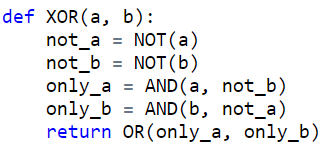 def XOR(a, b):
    not_a = NOT(a)
    not_b = NOT(b)
    only_a = AND(a, not_b)
    only_b = AND(b, not_a)
    return OR(only_a, only_b)